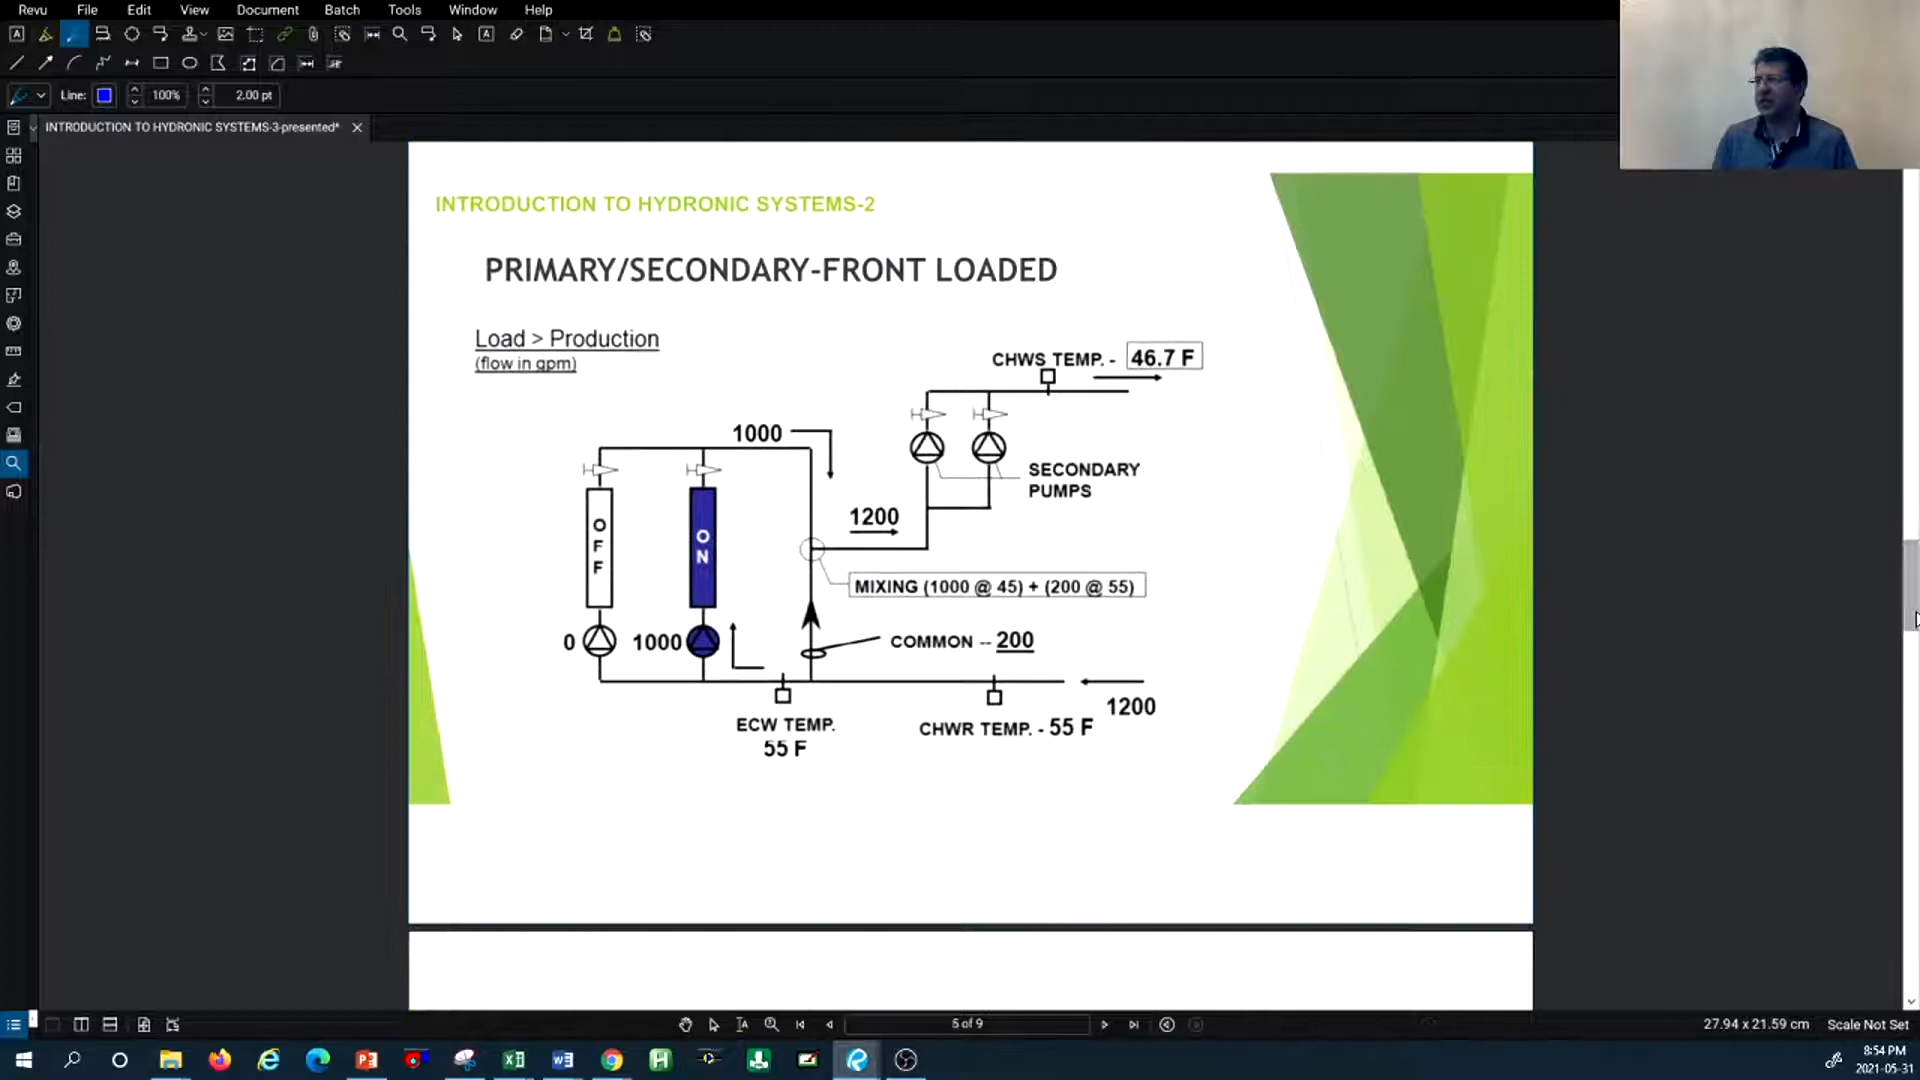 Revu File Edit View Document Batch Tools Window Help
Line: 100% 2.00 pt
INTRODUCTION TO HYDRONIC SYSTEMS-3-presented*
INTRODUCTION TO HYDRONIC SYSTEMS-2
PRIMARY/SECONDARY-FRONT LOADED
Load > Production
(flow in gpm)
CHWS TEMP. - 46.7 F
1000
SECONDARY
PUMPS
1200
OFF
ON
MIXING (1000 @ 45) + (200 @ 55)
0
1000
COMMON -- 200
1200
ECW TEMP.
55 F
CHWR TEMP. - 55 F
5 of 9
27.94 x 21.59 cm Scale Not Set
8:54 PM
2021-05-31